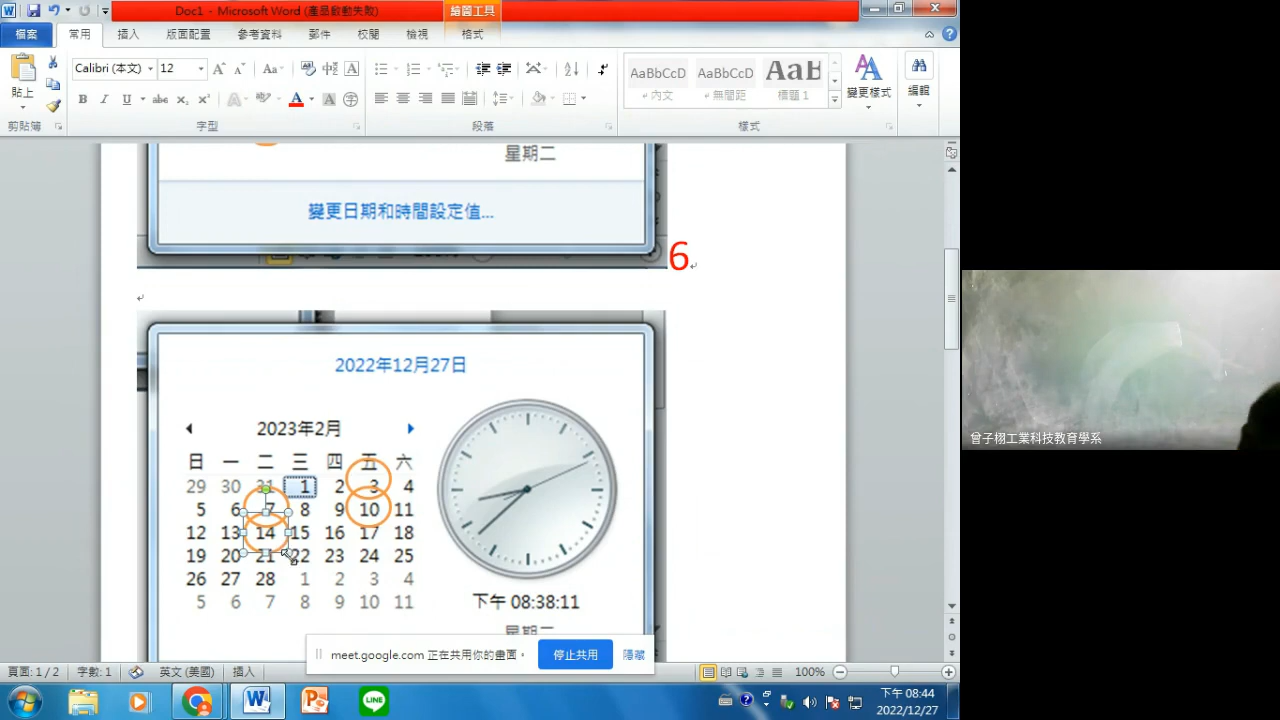 Doc1 - Microsoft Word (產品啟動失敗)
繪圖工具
檔案 常用 插入 版面配置 參考資料 郵件 校閱 檢視 格式
Calibri (本文) 12
貼上
B I U abc X₂ X² A
AaBbCcD AaBbCcD AaB
內文 無間距 標題 1
變更樣式 編輯
剪貼簿 字型 段落 樣式
星期二
變更日期和時間設定值...
6
2022年12月27日
2023年2月
日 一 二 三 四 五 六
29 30 31 1 2 3 4
5 6 7 8 9 10 11
12 13 14 15 16 17 18
19 20 21 22 23 24 25
26 27 28 1 2 3 4
5 6 7 8 9 10 11
下午 08:38:11
星期二
meet.google.com 正在共用你的畫面。
停止共用
隱藏
頁面: 1 / 2 字數: 1 英文 (美國) 插入 100%
LINE
下午 08:44
2022/12/27
曾子栩工業科技教育學系